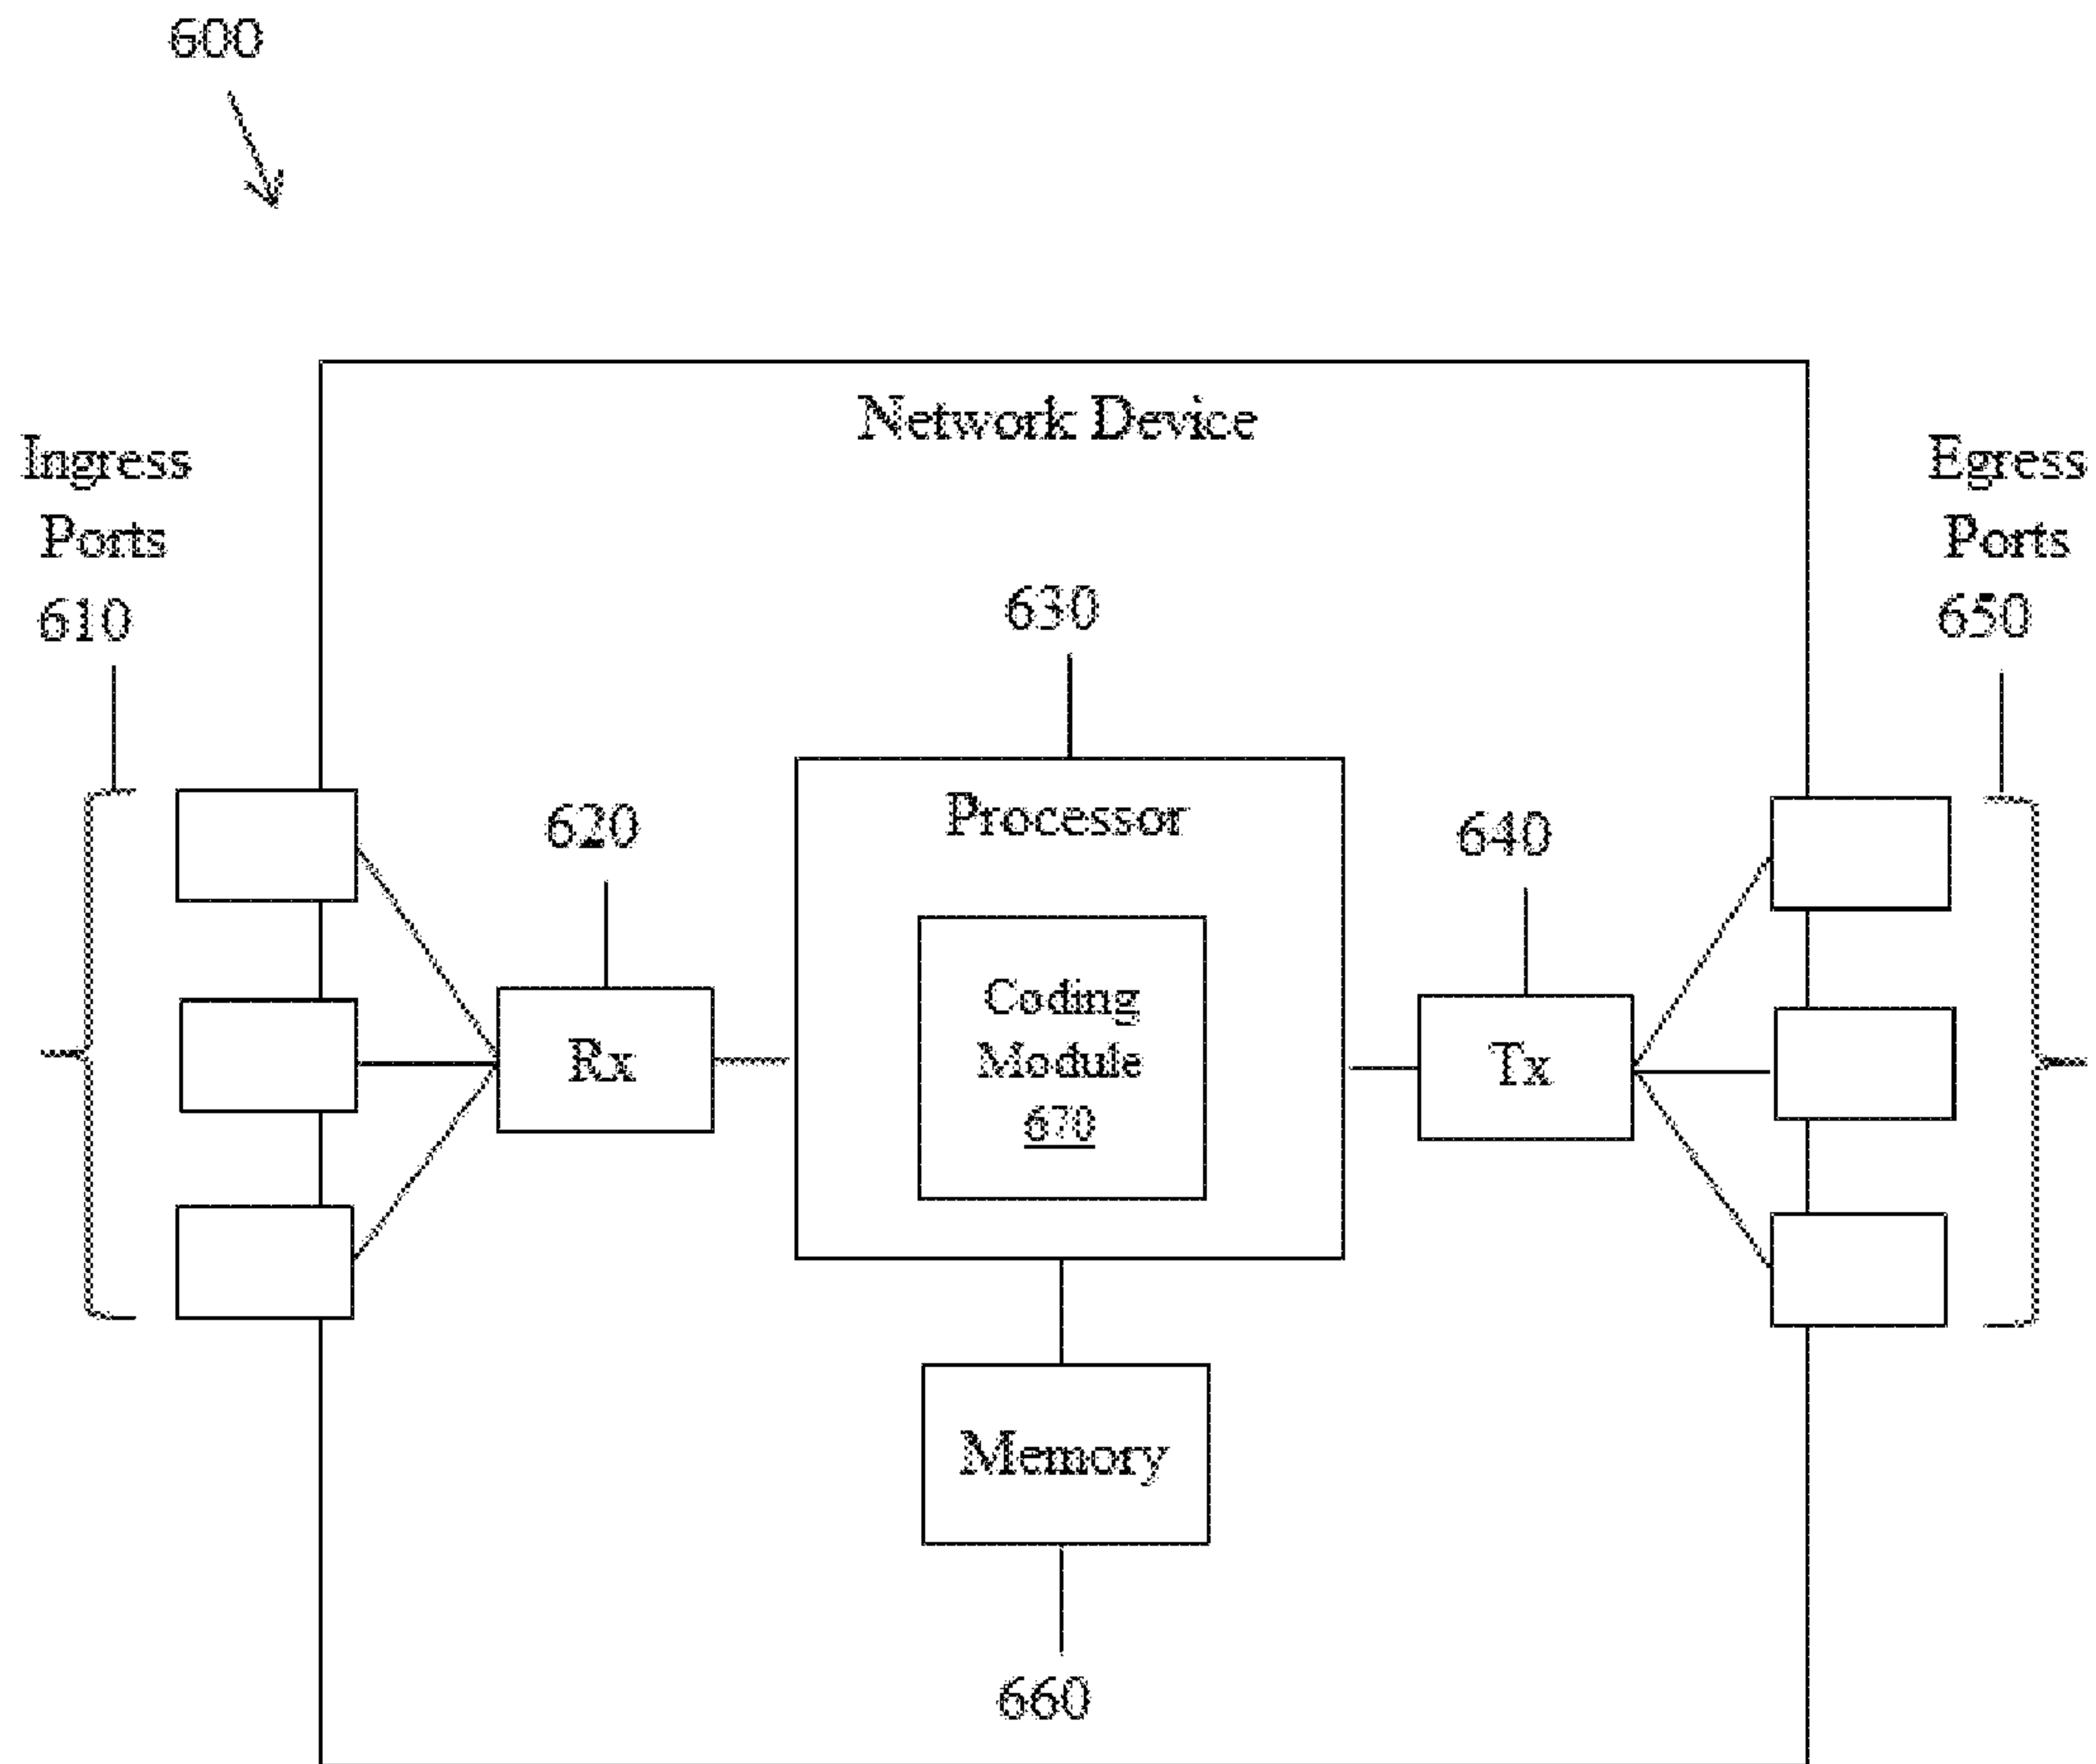 600
Network Device
Ingress
Ports
610
Egress
Ports
650
630
Processor
620
640
Coding
Module
670
Rx
Tx
Memory
660